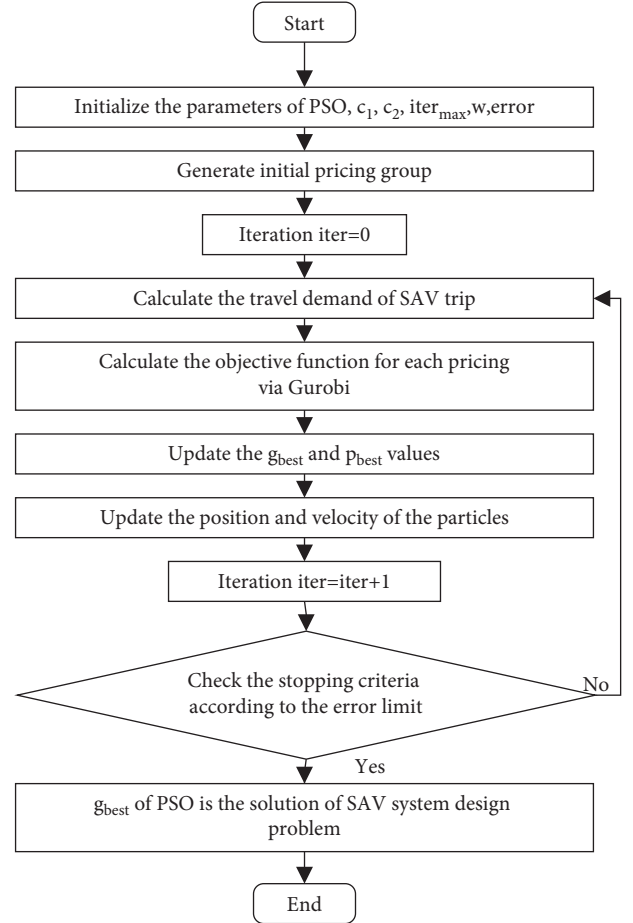 Start
Initialize the parameters of PSO, c₁, c₂, iterₘₐₓ,w,error
Generate initial pricing group
Iteration iter=0
Calculate the travel demand of SAV trip
Calculate the objective function for each pricing
via Gurobi
Update the g_best and p_best values
Update the position and velocity of the particles
Iteration iter=iter+1
Check the stopping criteria
according to the error limit
No
Yes
g_best of PSO is the solution of SAV system design
problem
End